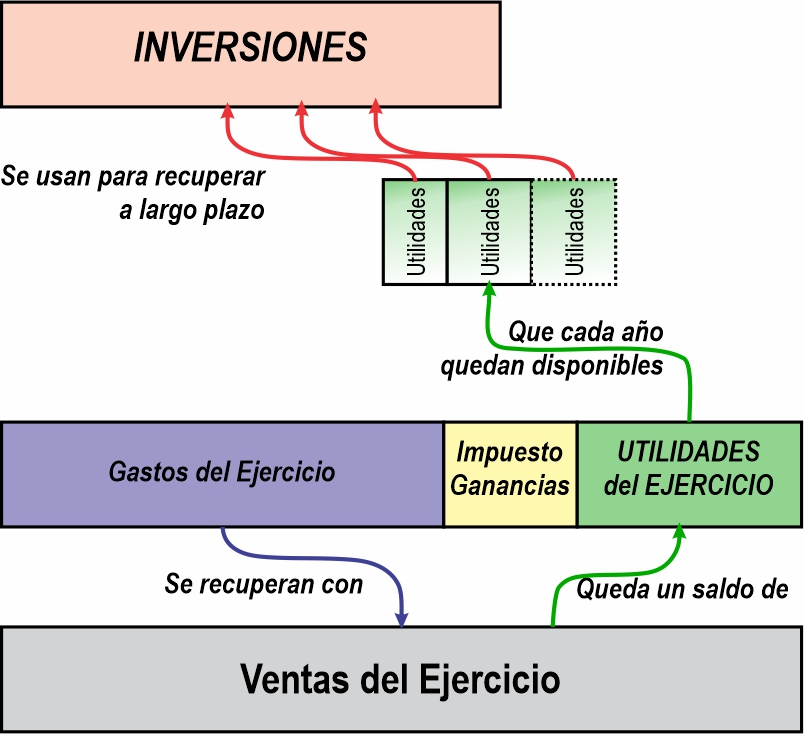 INVERSIONES
Se usan para recuperar
a largo plazo
Utilidades
Utilidades
Utilidades
Que cada año
quedan disponibles
Gastos del Ejercicio
Impuesto
Ganancias
UTILIDADES
del EJERCICIO
Se recuperan con
Queda un saldo de
Ventas del Ejercicio